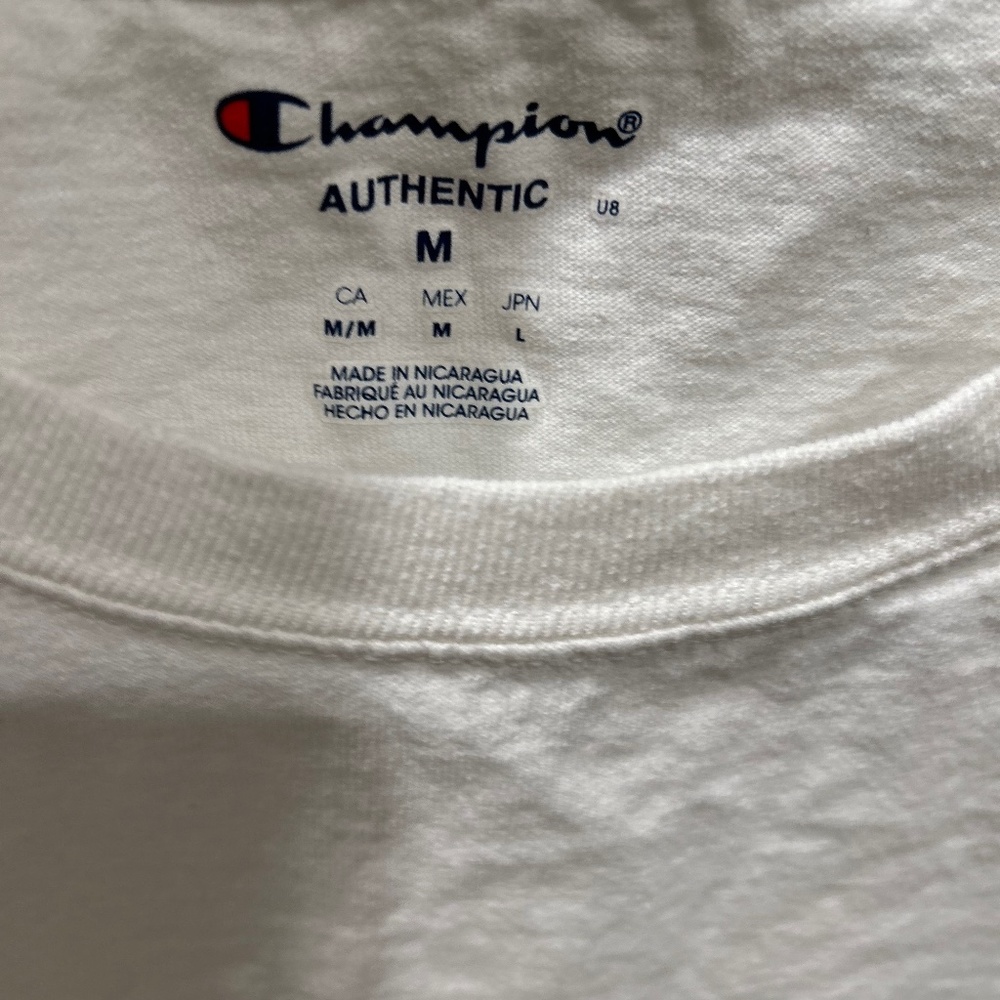 Champion®
AUTHENTIC U8
M
CA MEX JPN
M/M M L
MADE IN NICARAGUA
FABRIQUÉ AU NICARAGUA
HECHO EN NICARAGUA